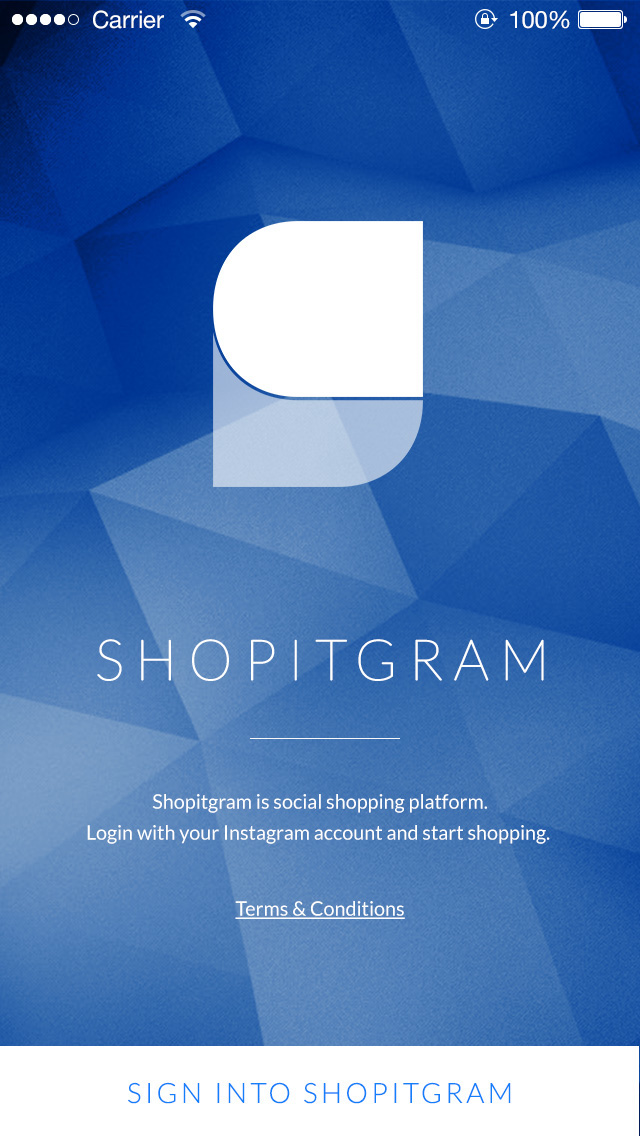 Carrier 100%
SHOPITGRAM
Shopitgram is social shopping platform.
Login with your Instagram account and start shopping.
Terms & Conditions
SIGN INTO SHOPITGRAM